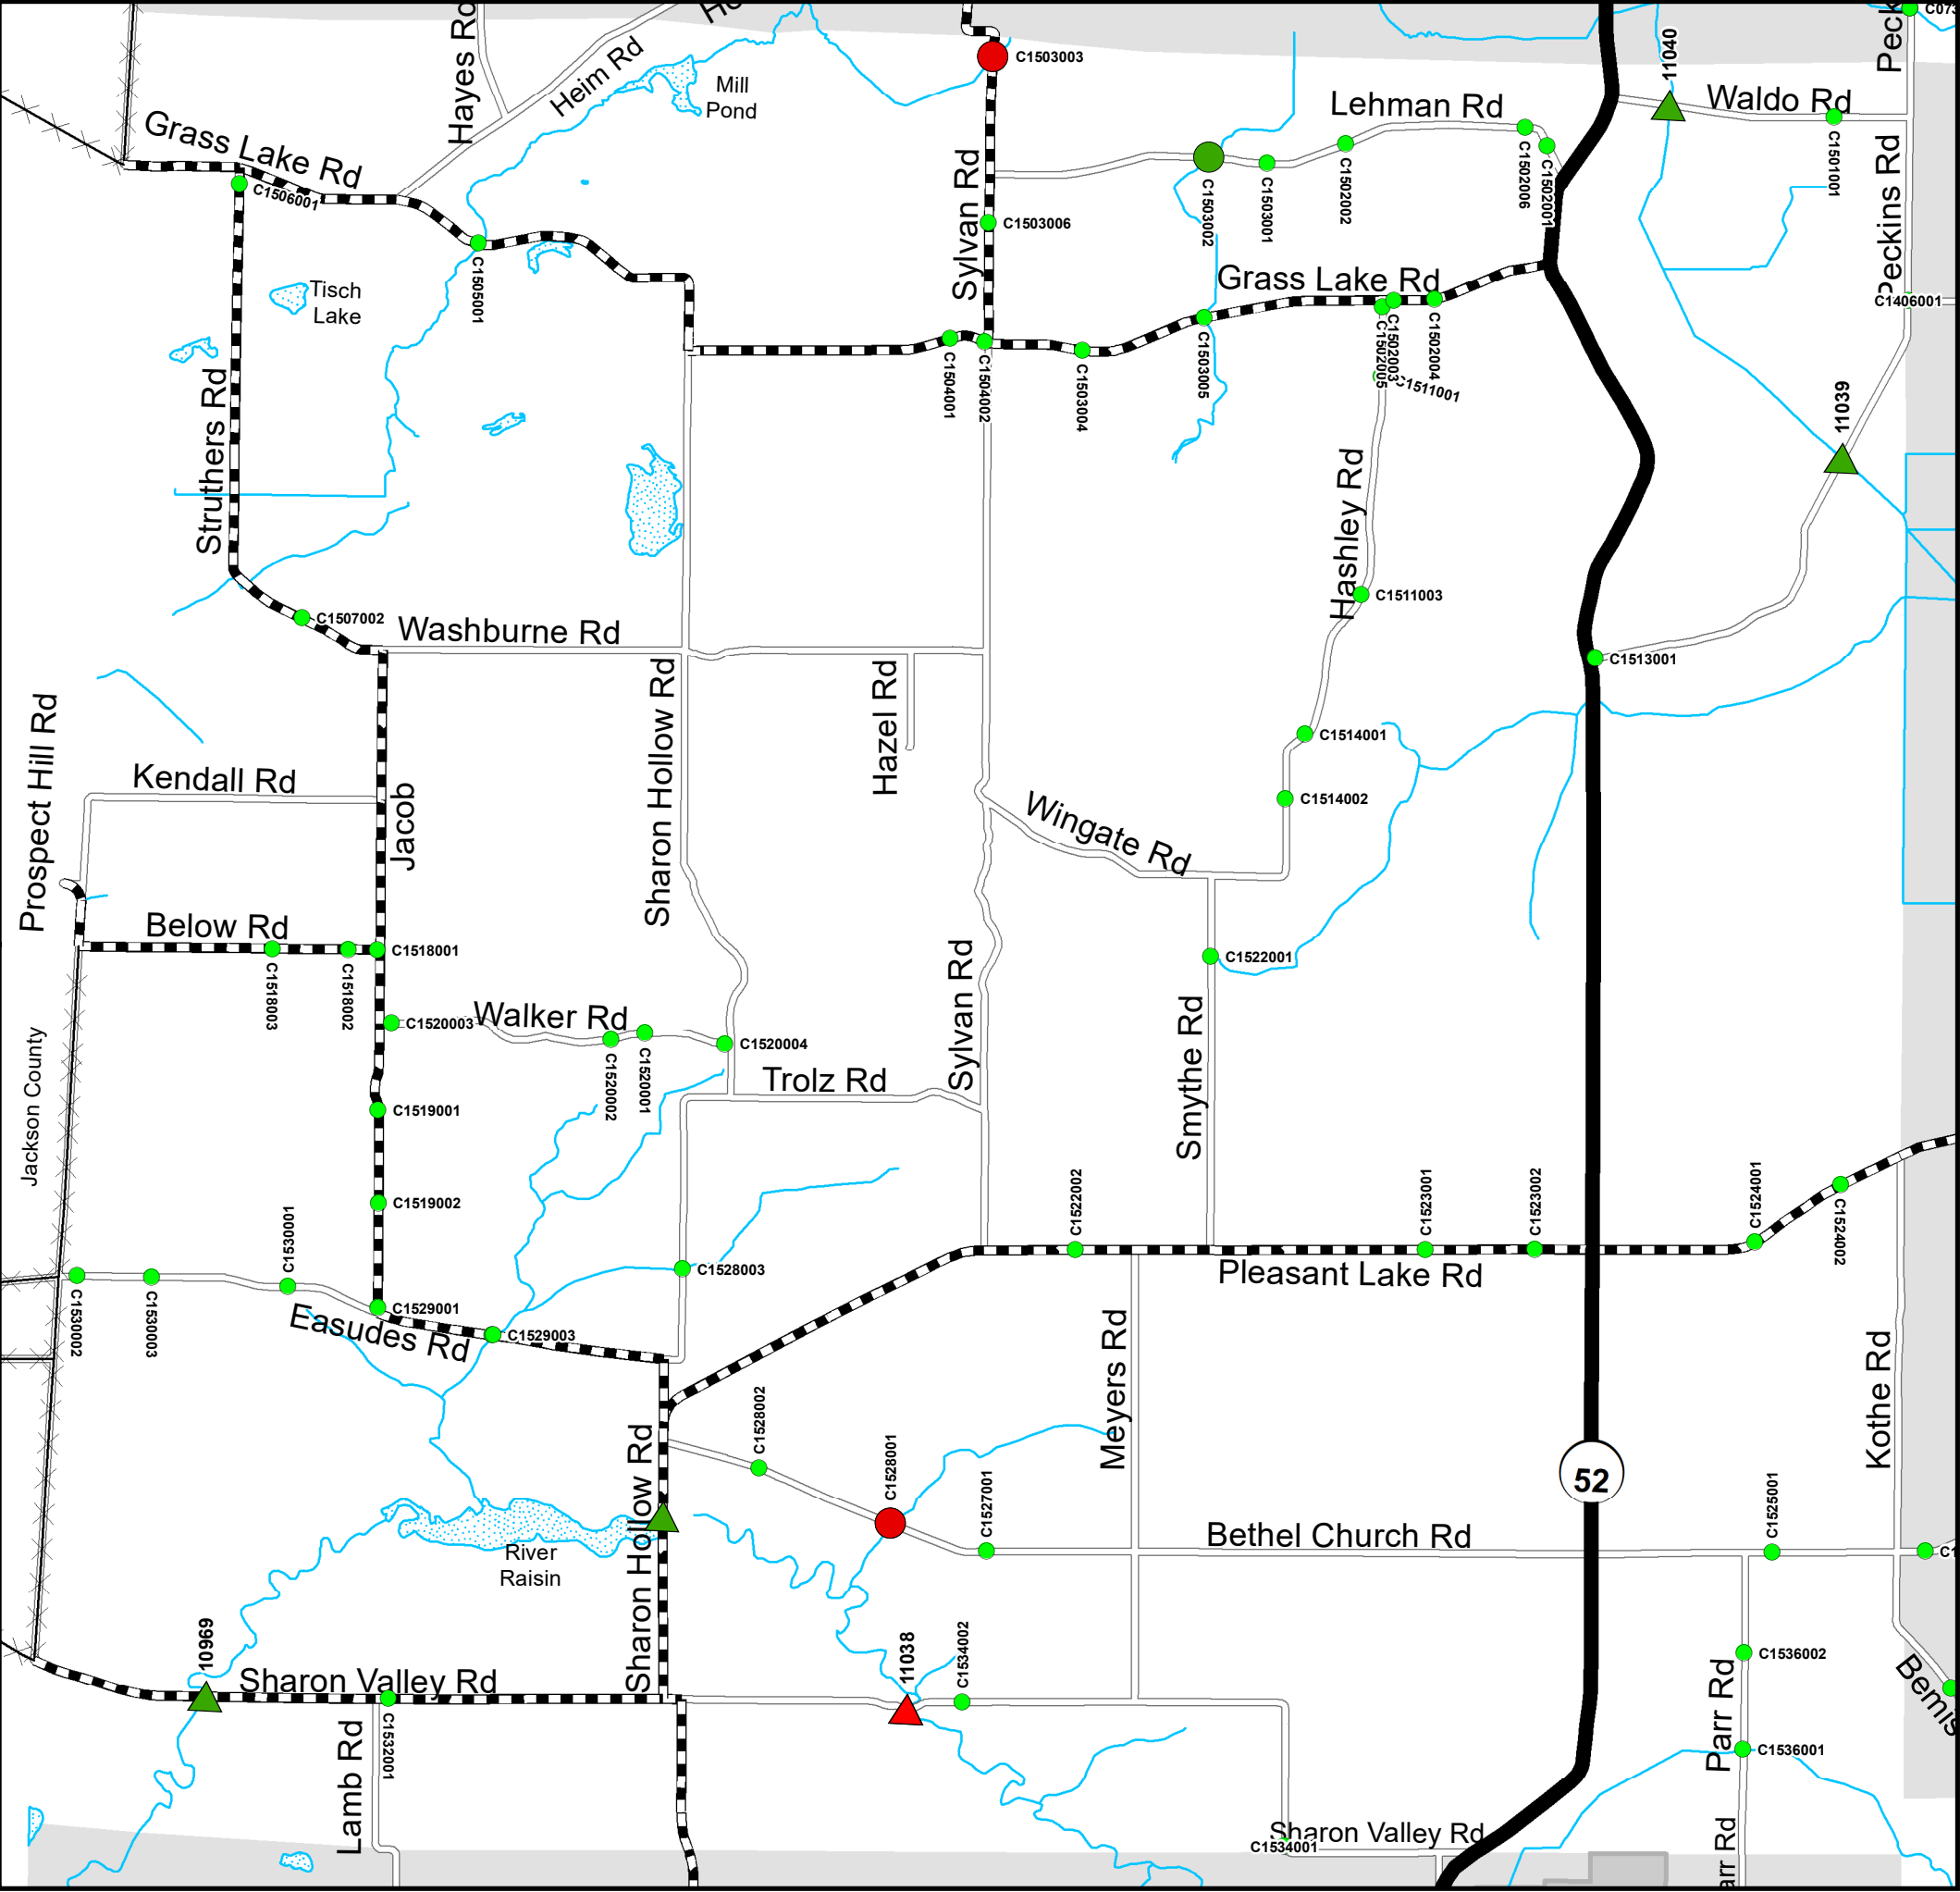 Hayes Rd
Heim Rd
Mill
Pond
C1503003
11040
Peck
C073
Lehman Rd
Waldo Rd
Grass Lake Rd
C1506001
Sylvan Rd
C1503006
C1503002
C1503001
C1502002
C1502006
C1502001
C1501001
Peckins Rd
C1505001
Tisch
Lake
Grass Lake Rd
C1406001
C1504001
C1504002
C1503004
C1503005
C1502005
C1502003
C1502004
C1511001
11039
Struthers Rd
Hashley Rd
C1511003
C1507002
Washburne Rd
C1513001
Sharon Hollow Rd
Hazel Rd
Prospect Hill Rd
Kendall Rd
Jacob
C1514001
C1514002
Wingate Rd
Below Rd
C1518001
C1518003
C1518002
C1522001
Sylvan Rd
Smythe Rd
C1520003
Walker Rd
C1520002
C1520001
C1520004
Jackson County
Trolz Rd
C1519001
C1519002
C1522002
C1523001
C1523002
C1524001
C1524002
C1530001
C1530002
C1530003
C1529001
Easudes Rd
C1529003
C1528003
Pleasant Lake Rd
Meyers Rd
Kothe Rd
C1528002
C1528001
C1527001
52
C1525001
Sharon Hollow Rd
Bethel Church Rd
C1
River
Raisin
10969
11038
C1534002
Sharon Valley Rd
C1536002
Parr Rd
Bemis
C1532001
Lamb Rd
C1536001
Sharon Valley Rd
C1534001
arr Rd